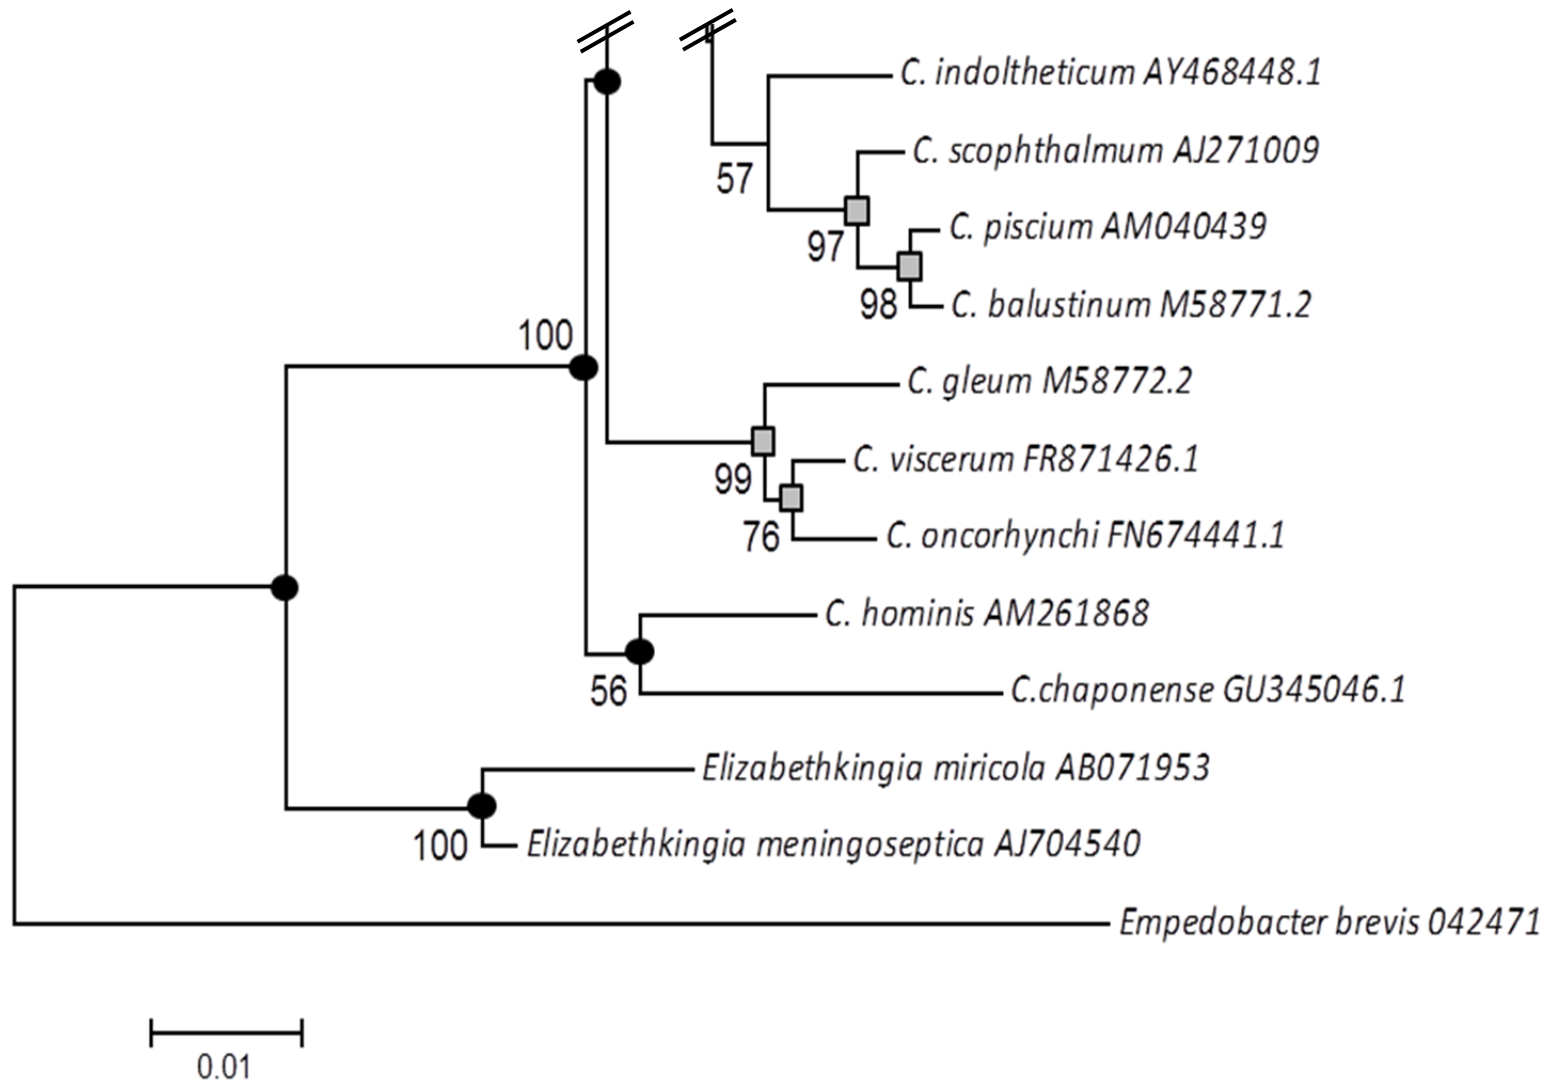 C. indoltheticum AY468448.1
C. scophthalmum AJ271009
57
C. piscium AM040439
97
C. balustinum M58771.2
98
100
C. gleum M58772.2
C. viscerum FR871426.1
99
C. oncorhynchi FN674441.1
76
C. hominis AM261868
C.chaponense GU345046.1
56
Elizabethkingia miricola AB071953
Elizabethkingia meningoseptica AJ704540
100
Empedobacter brevis 042471
0.01